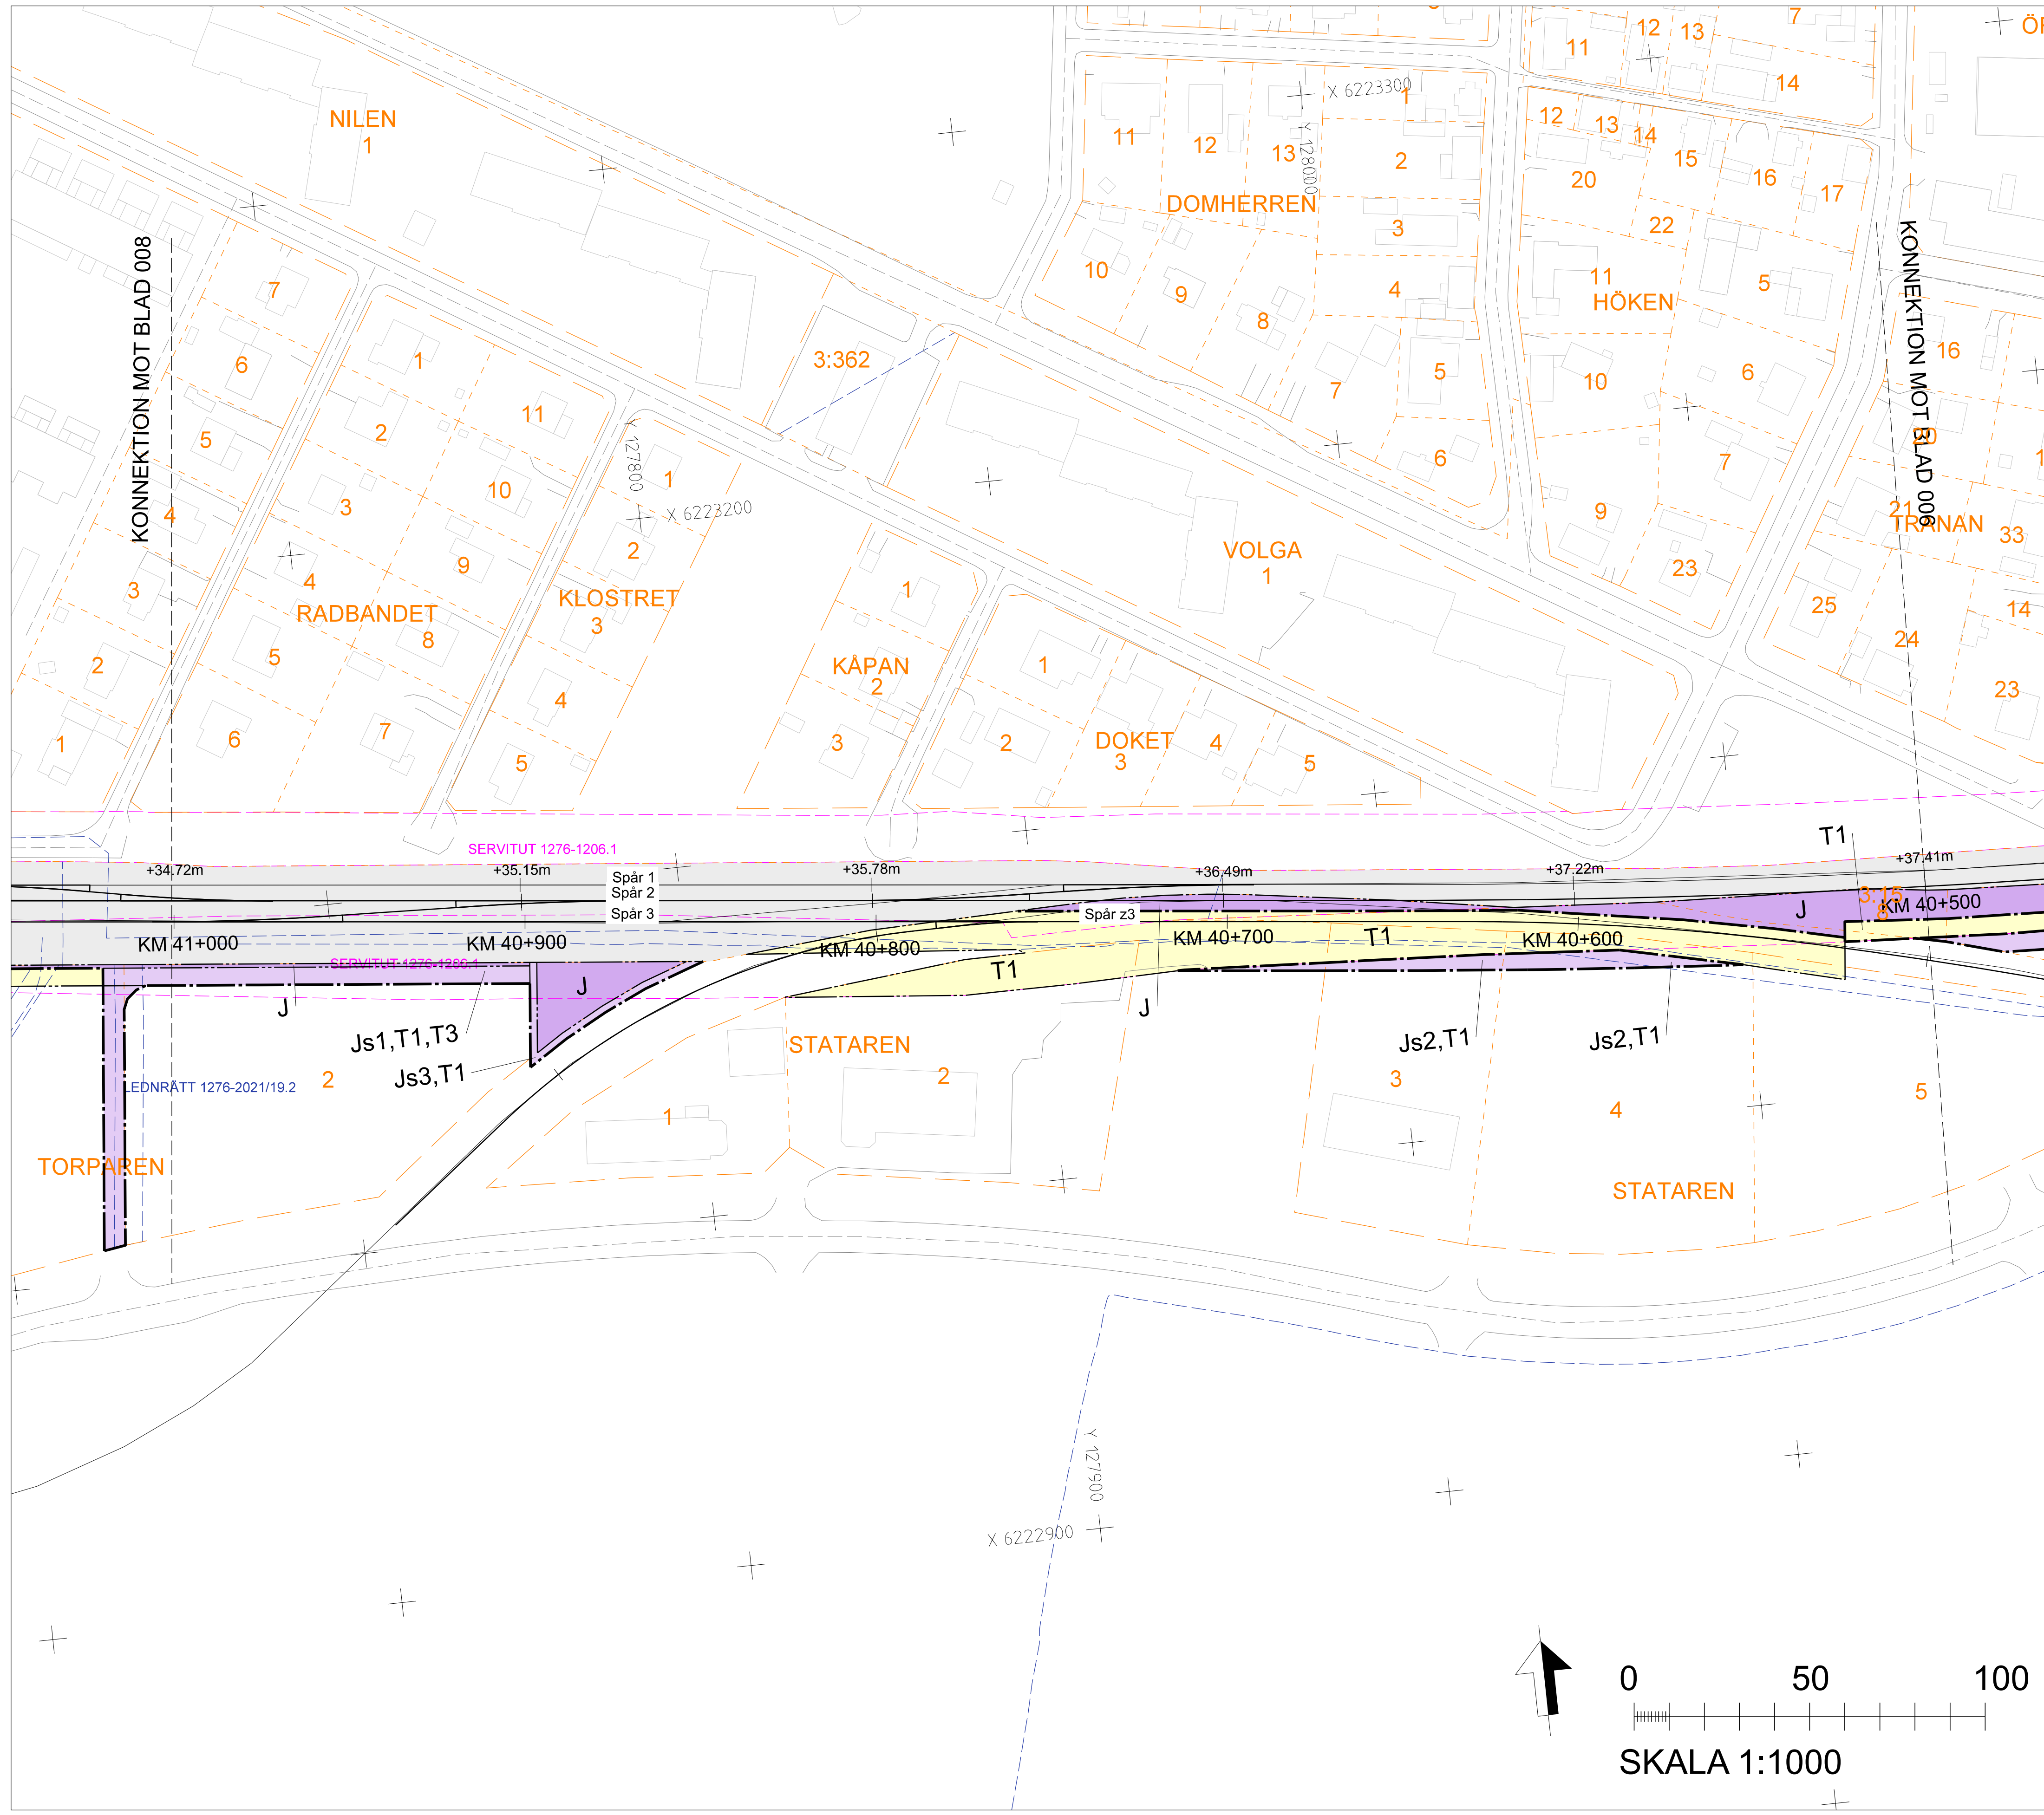 NILEN
1
3:362
KONNEKTION MOT BLAD 008
7
6
5
4
3
2
1
RADBANDET
1
2
3
4
5
6
7
8
9
10
11
KLOSTRET
1
2
3
4
5
Y 127800
X 6223200
KÅPAN
1
2
3
DOKET
1
2
3
4
5
VOLGA
1
DOMHERREN
11
12
13
1
2
3
4
5
6
7
8
9
10
X 6223300
Y 128000
11
12
13
7
14
12
13
14
15
16
17
20
22
HÖKEN
11
5
10
6
9
7
23
KONNEKTION MOT BLAD 006
16
20
21
TRANAN
33
25
24
14
23
SERVITUT 1276-1206.1
+34.72m
+35.15m
+35.78m
+36.49m
+37.22m
+37.41m
Spår 1
Spår 2
Spår 3
Spår z3
KM 41+000
KM 40+900
KM 40+800
KM 40+700
KM 40+600
KM 40+500
3:15
8
T1
J
T1
T1
SERVITUT 1276-1206.1
J
J
J
Js1,T1,T3
Js3,T1
Js2,T1
Js2,T1
LEDNRÄTT 1276-2021/19.2
2
TORPAREN
STATAREN
1
2
3
4
5
STATAREN
Y 127900
X 6222900
0 50 100
SKALA 1:1000